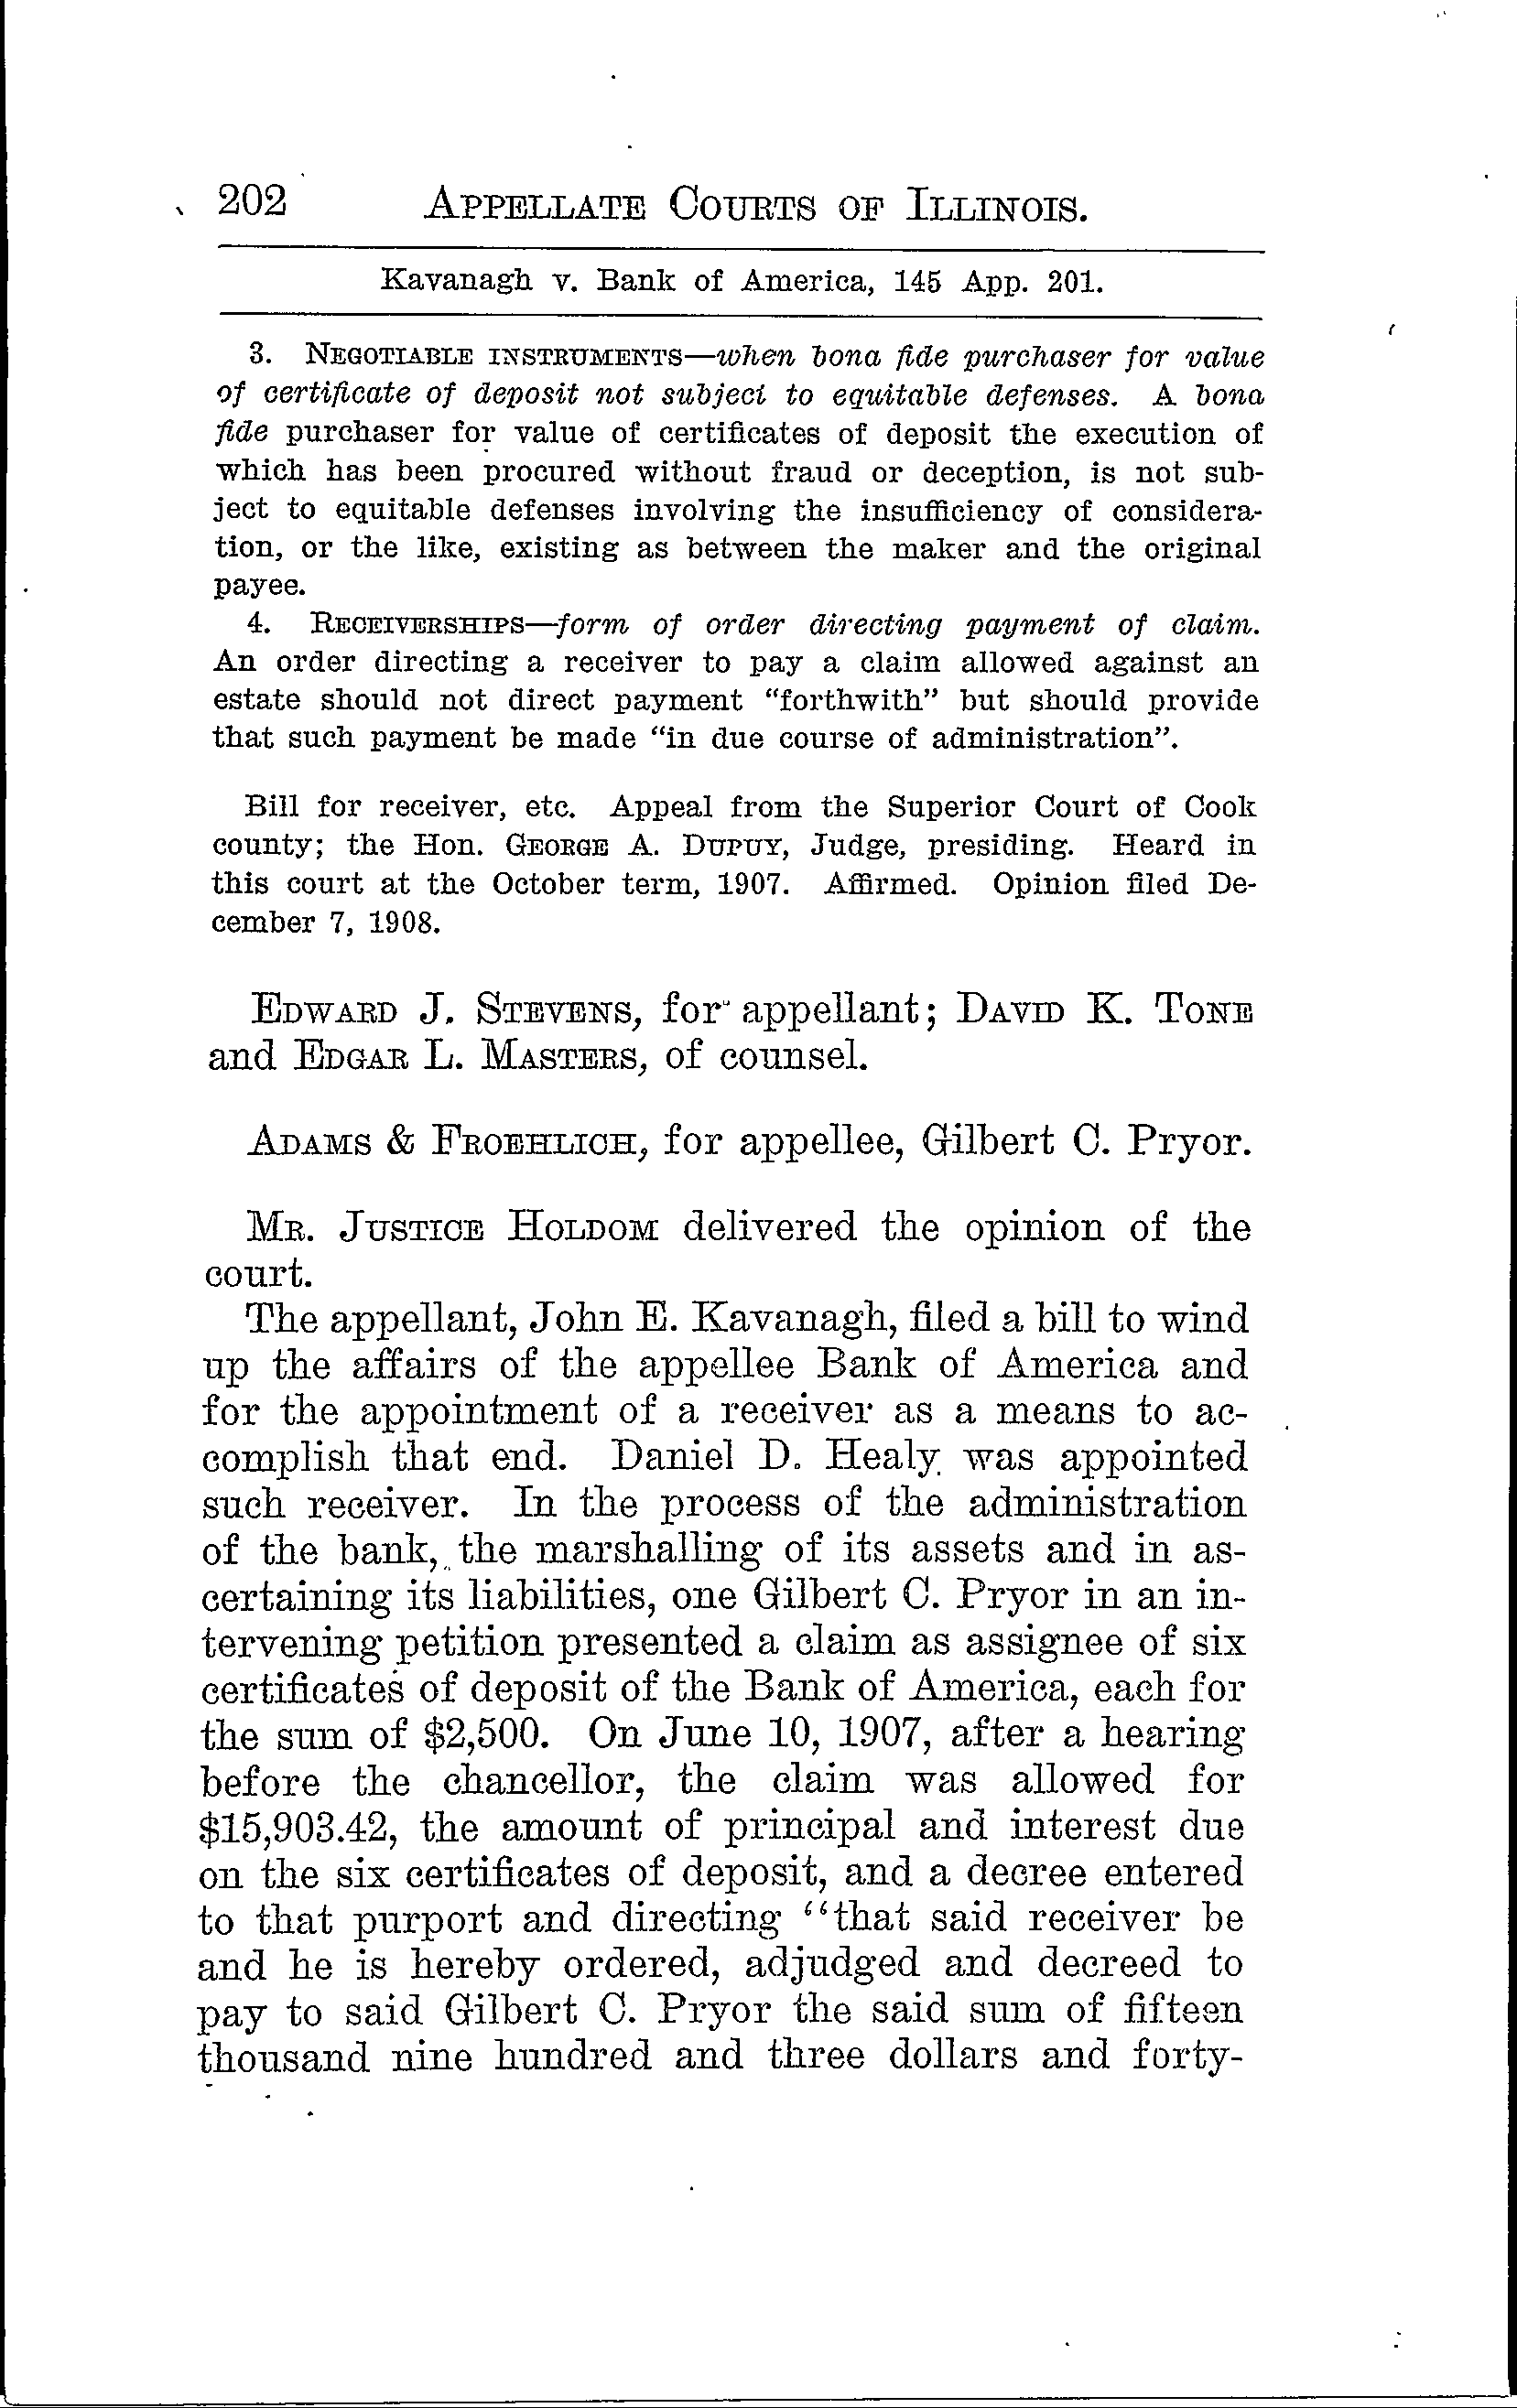 202 APPELLATE COURTS OF ILLINOIS.
Kavanagh v. Bank of America, 145 App. 201.
3. NEGOTIABLE INSTRUMENTS—when bona fide purchaser for value
of certificate of deposit not subject to equitable defenses. A bona
fide purchaser for value of certificates of deposit the execution of
which has been procured without fraud or deception, is not sub-
ject to equitable defenses involving the insufficiency of considera-
tion, or the like, existing as between the maker and the original
payee.
4. RECEIVERSHIPS—form of order directing payment of claim.
An order directing a receiver to pay a claim allowed against an
estate should not direct payment "forthwith" but should provide
that such payment be made "in due course of administration".
Bill for receiver, etc. Appeal from the Superior Court of Cook
county; the Hon. GEORGE A. DUPUY, Judge, presiding. Heard in
this court at the October term, 1907. Affirmed. Opinion filed De-
cember 7, 1908.
EDWARD J. STEVENS, for appellant; DAVID K. TONE
and EDGAR L. MASTERS, of counsel.
ADAMS & FROEHLICH, for appellee, Gilbert C. Pryor.
MR. JUSTICE HOLDOM delivered the opinion of the
court.
The appellant, John E. Kavanagh, filed a bill to wind
up the affairs of the appellee Bank of America and
for the appointment of a receiver as a means to ac-
complish that end. Daniel D. Healy was appointed
such receiver. In the process of the administration
of the bank, the marshalling of its assets and in as-
certaining its liabilities, one Gilbert C. Pryor in an in-
tervening petition presented a claim as assignee of six
certificates of deposit of the Bank of America, each for
the sum of $2,500. On June 10, 1907, after a hearing
before the chancellor, the claim was allowed for
$15,903.42, the amount of principal and interest due
on the six certificates of deposit, and a decree entered
to that purport and directing "that said receiver be
and he is hereby ordered, adjudged and decreed to
pay to said Gilbert C. Pryor the said sum of fifteen
thousand nine hundred and three dollars and forty-